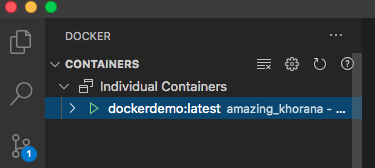 DOCKER
CONTAINERS
Individual Containers
dockerdemo:latest amazing_khorana – ...
1